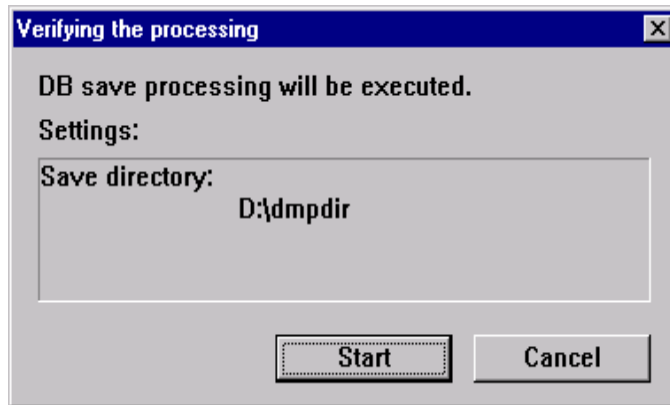 Verifying the processing
DB save processing will be executed.
Settings:
Save directory:
D:\dmpdir
Start
Cancel